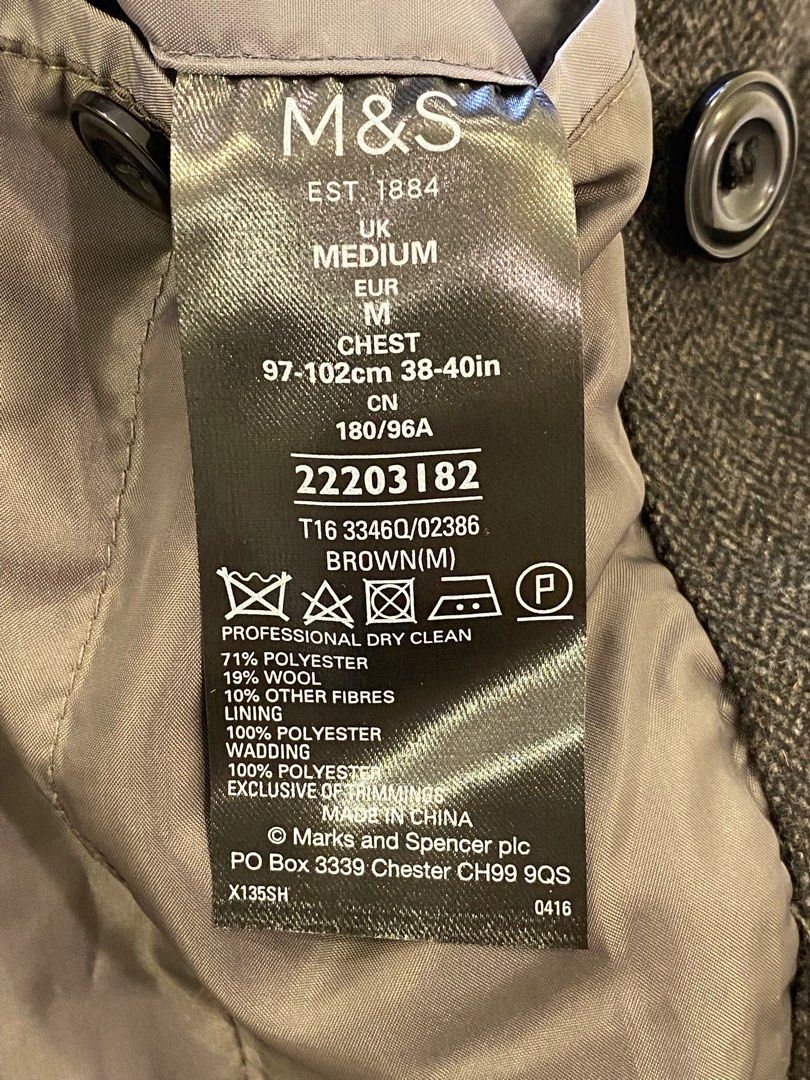 M&S
EST. 1884
UK
MEDIUM
EUR
M
CHEST
97-102cm 38-40in
CN
180/96A
22203182
T16 3346Q/02386
BROWN(M)
P
PROFESSIONAL DRY CLEAN
71% POLYESTER
19% WOOL
10% OTHER FIBRES
LINING
100% POLYESTER
WADDING
100% POLYESTER
EXCLUSIVE OF TRIMMINGS
MADE IN CHINA
© Marks and Spencer plc
PO Box 3339 Chester CH99 9QS
X135SH 0416